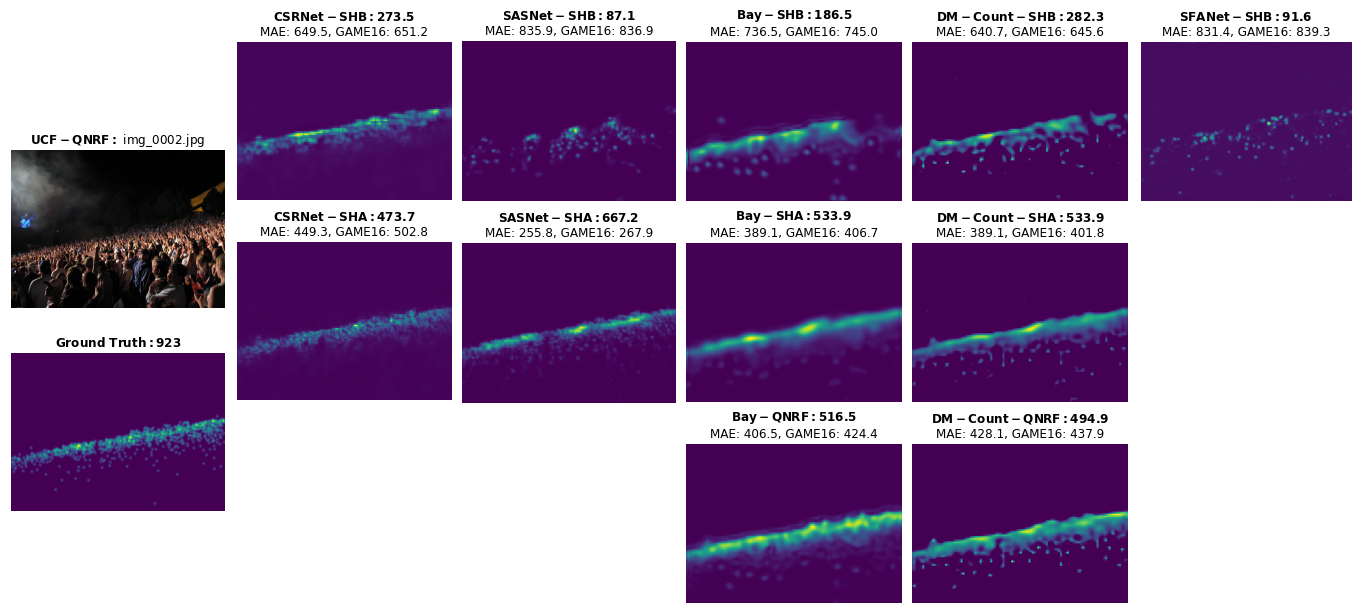 CSRNet−SHB: 273.5
MAE: 649.5, GAME16: 651.2
SASNet−SHB: 87.1
MAE: 835.9, GAME16: 836.9
Bay−SHB: 186.5
MAE: 736.5, GAME16: 745.0
DM−Count−SHB: 282.3
MAE: 640.7, GAME16: 645.6
SFANet−SHB: 91.6
MAE: 831.4, GAME16: 839.3
UCF−QNRF: img_0002.jpg
CSRNet−SHA: 473.7
MAE: 449.3, GAME16: 502.8
SASNet−SHA: 667.2
MAE: 255.8, GAME16: 267.9
Bay−SHA: 533.9
MAE: 389.1, GAME16: 406.7
DM−Count−SHA: 533.9
MAE: 389.1, GAME16: 401.8
Ground Truth: 923
Bay−QNRF: 516.5
MAE: 406.5, GAME16: 424.4
DM−Count−QNRF: 494.9
MAE: 428.1, GAME16: 437.9